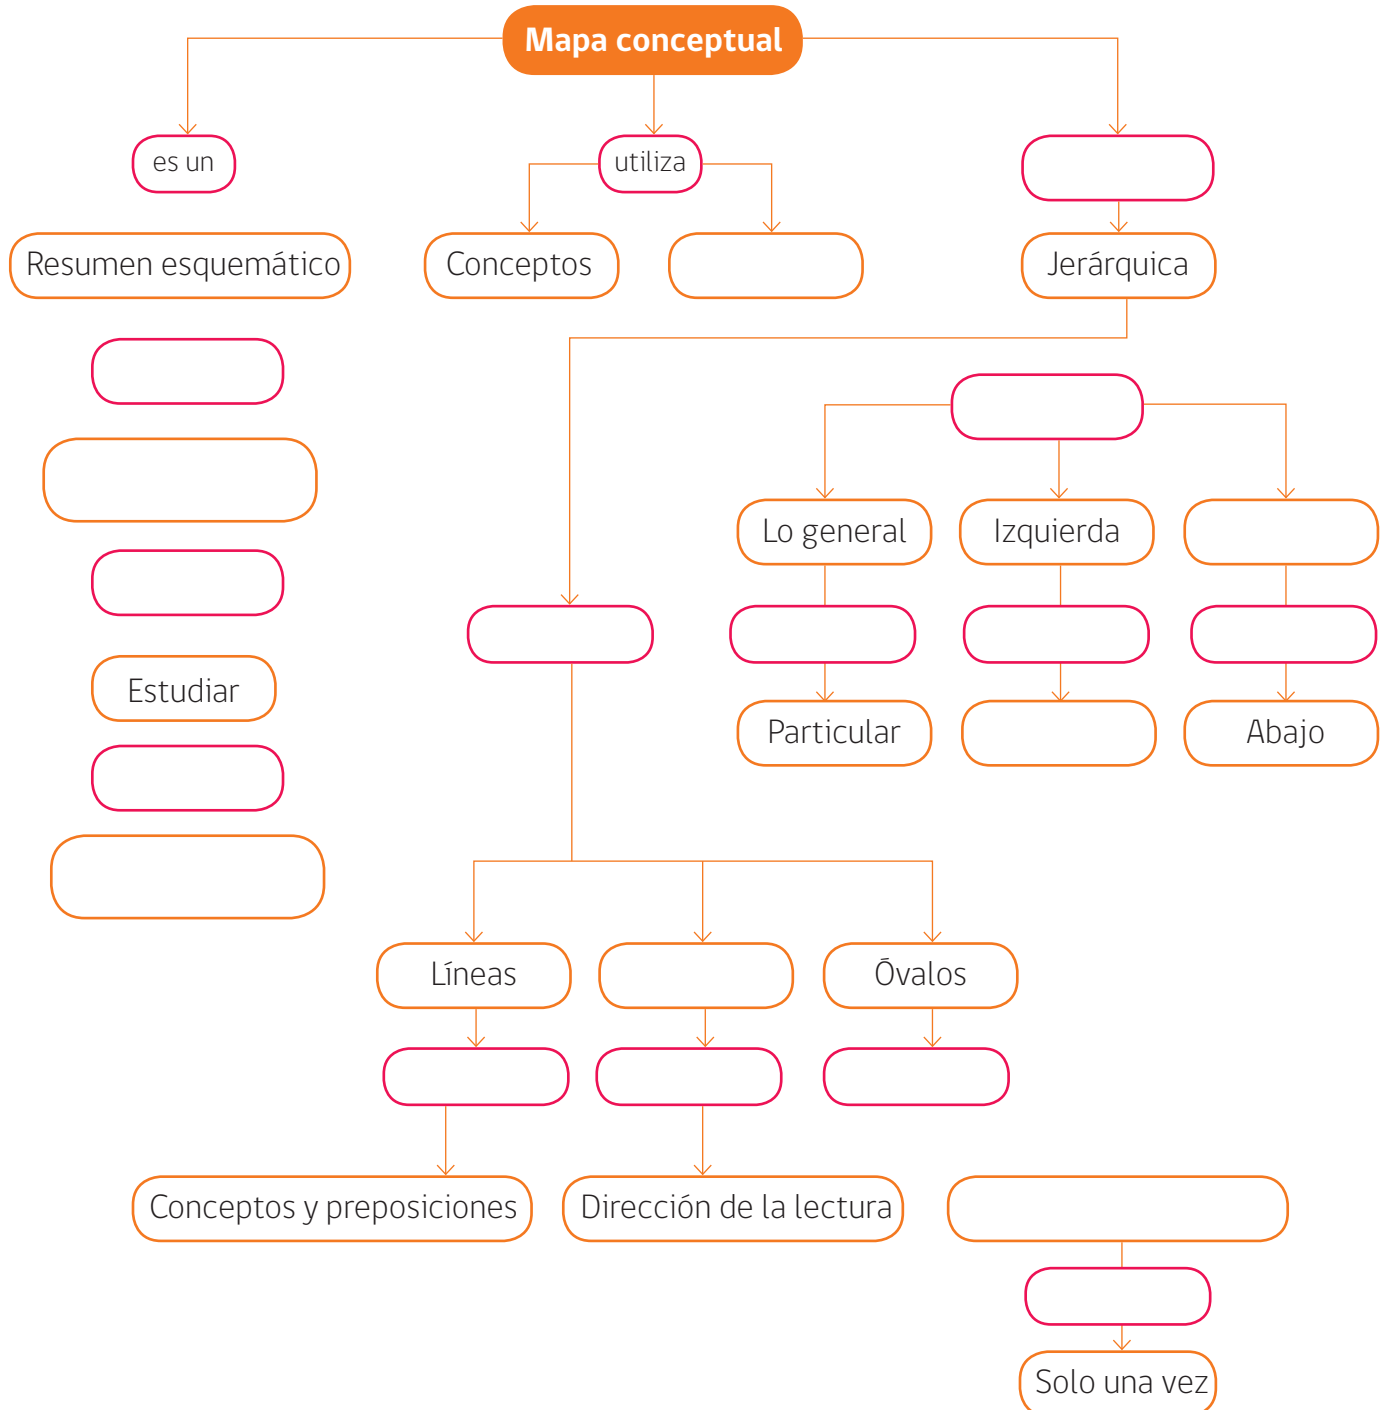 Mapa conceptual
es un
utiliza
Resumen esquemático
Conceptos
Jerárquica
Lo general
Izquierda
Estudiar
Particular
Abajo
Líneas
Óvalos
Conceptos y preposiciones
Dirección de la lectura
Solo una vez